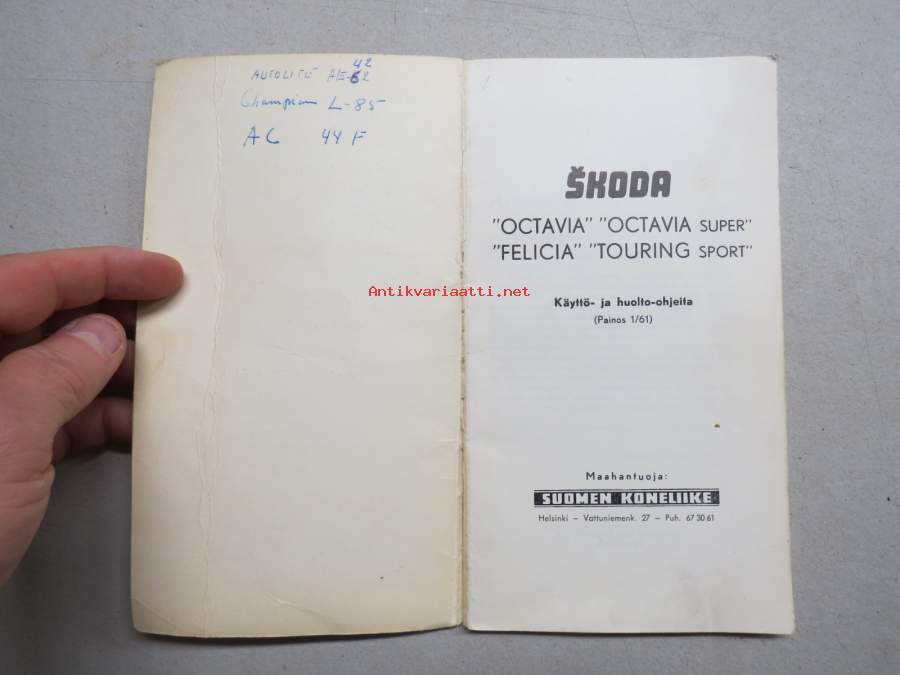 42
AUTOLITE A/E-62
Champion L-85
AC 44 F
ŠKODA
"OCTAVIA" "OCTAVIA SUPER"
"FELICIA" "TOURING SPORT"
Antikvariaatti.net
Käyttö- ja huolto-ohjeita
(Painos 1/61)
Maahantuoja:
SUOMEN KONELIIKE
Helsinki – Vattuniemenk. 27 – Puh. 67 30 61